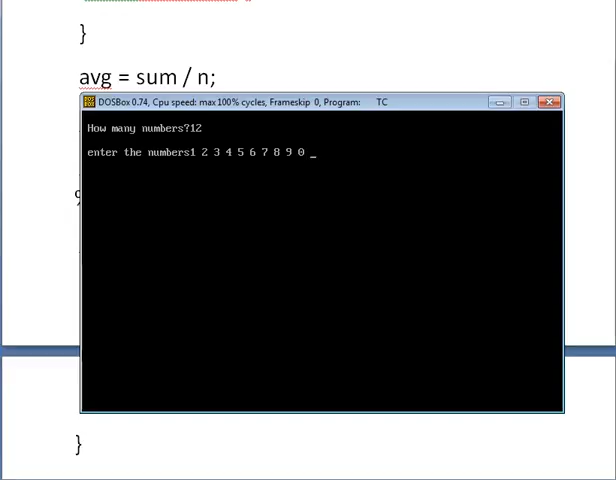 }
avg = sum / n;
DOSBox 0.74, Cpu speed: max 100% cycles, Frameskip 0, Program: TC
How many numbers?12
enter the numbers1 2 3 4 5 6 7 8 9 0 _
}